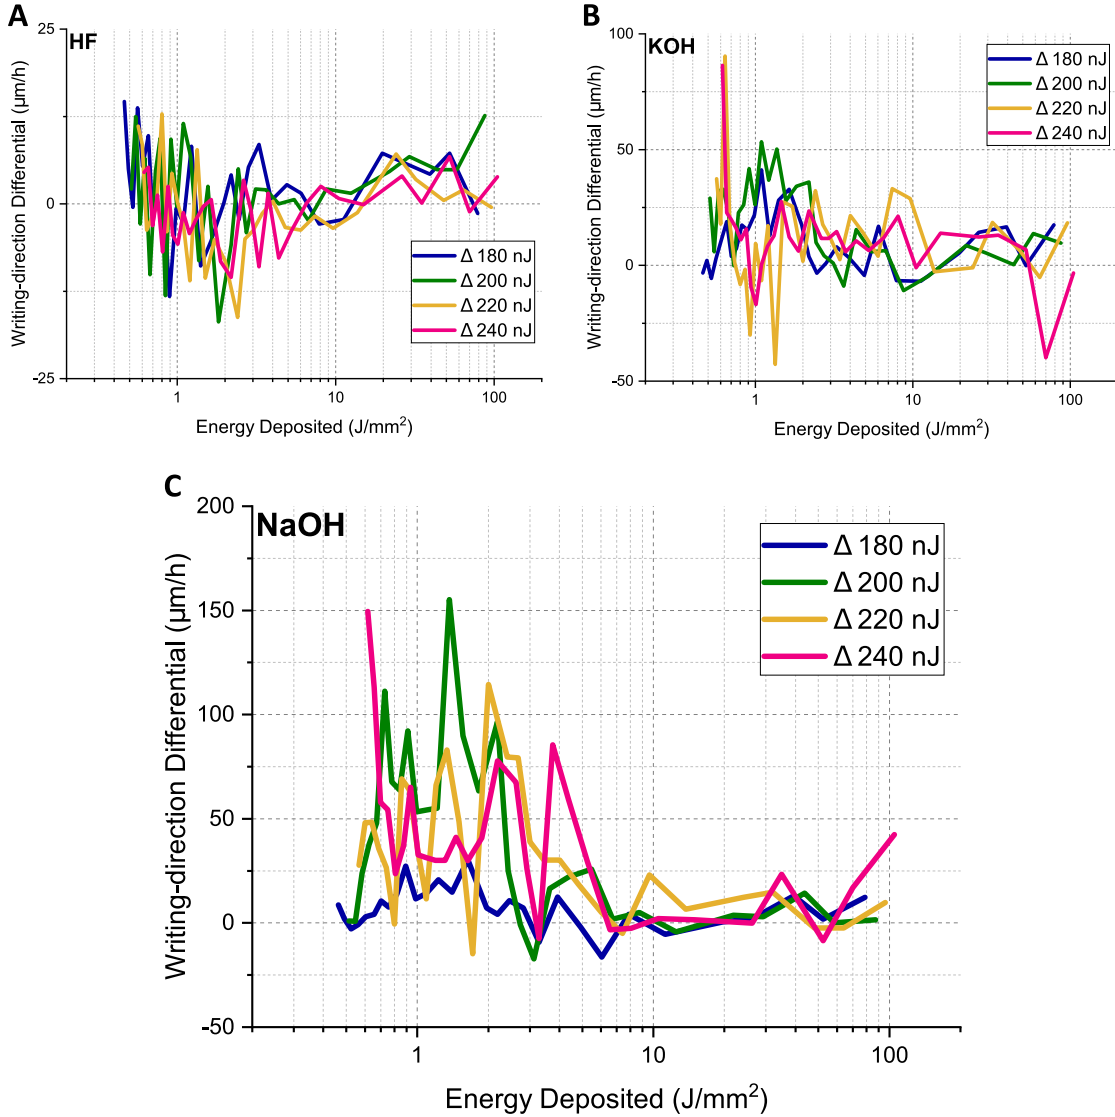 A
HF
Writing-direction Differential (μm/h)
25
0
-25
1
10
100
Energy Deposited (J/mm²)
Δ 180 nJ
Δ 200 nJ
Δ 220 nJ
Δ 240 nJ
B
KOH
Writing-direction Differential (μm/h)
100
50
0
-50
1
10
100
Energy Deposited (J/mm²)
Δ 180 nJ
Δ 200 nJ
Δ 220 nJ
Δ 240 nJ
C
NaOH
Writing-direction Differential (μm/h)
200
150
100
50
0
-50
1
10
100
Energy Deposited (J/mm²)
Δ 180 nJ
Δ 200 nJ
Δ 220 nJ
Δ 240 nJ